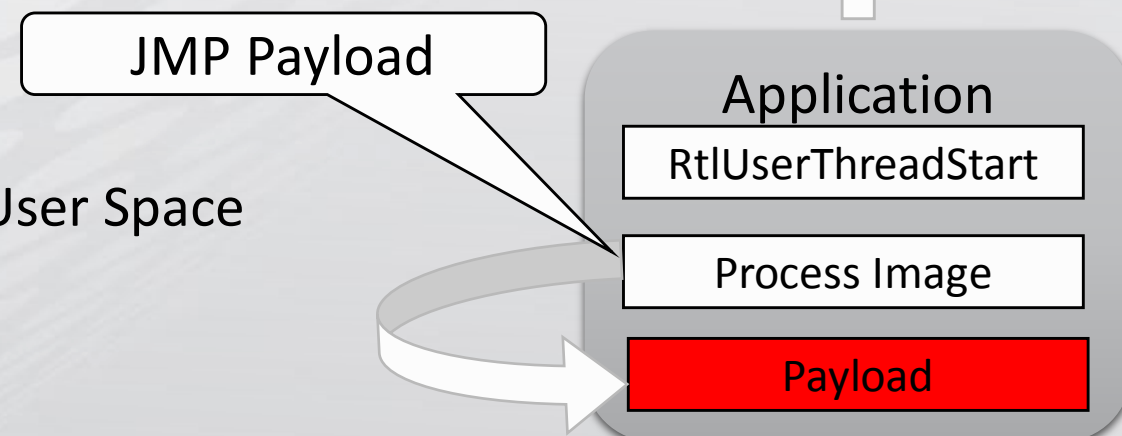 JMP Payload
Application
RtlUserThreadStart
User Space
Process Image
Payload